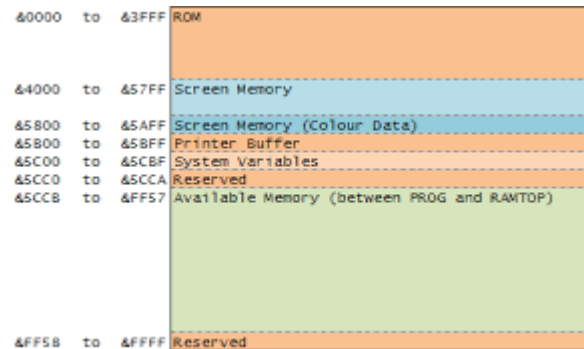 &0000 to &3FFF ROM
&4000 to &57FF Screen Memory
&5800 to &5AFF Screen Memory (Colour Data)
&5B00 to &5BFF Printer Buffer
&5C00 to &5CBF System Variables
&5CC0 to &5CCA Reserved
&5CCB to &FF57 Available Memory (between PROG and RAMTOP)
&FF58 to &FFFF Reserved